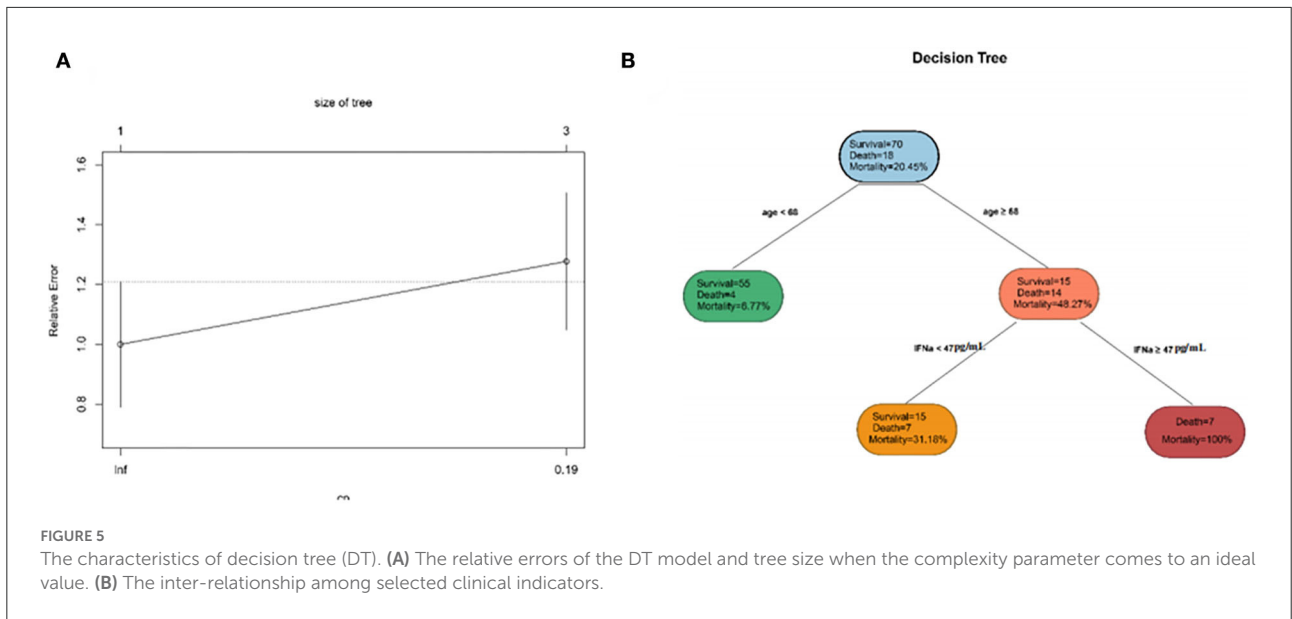 A
size of tree
1 3
Relative Error
1.6
1.4
1.2
1.0
0.8
Inf 0.19
cp
B
Decision Tree
Survival=70
Death=18
Mortality=20.45%
age < 68
age ≥ 68
Survival=55
Death=4
Mortality=6.77%
Survival=15
Death=14
Mortality=48.27%
IFNa < 47pg/mL
IFNa ≥ 47 pg/mL
Survival=15
Death=7
Mortality=31.18%
Death=7
Mortality=100%
FIGURE 5
The characteristics of decision tree (DT). (A) The relative errors of the DT model and tree size when the complexity parameter comes to an ideal
value. (B) The inter-relationship among selected clinical indicators.